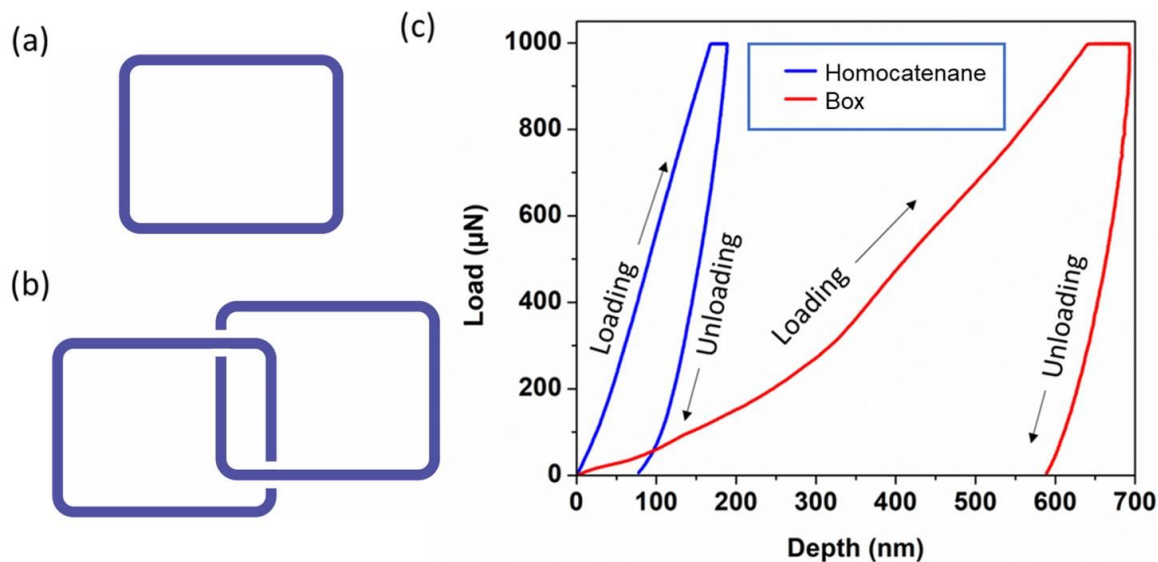 (a)
(b)
(c)
1000
800
600
400
200
0
Load (µN)
Homocatenane
Box
Loading
Unloading
Loading
Unloading
0 100 200 300 400 500 600 700
Depth (nm)